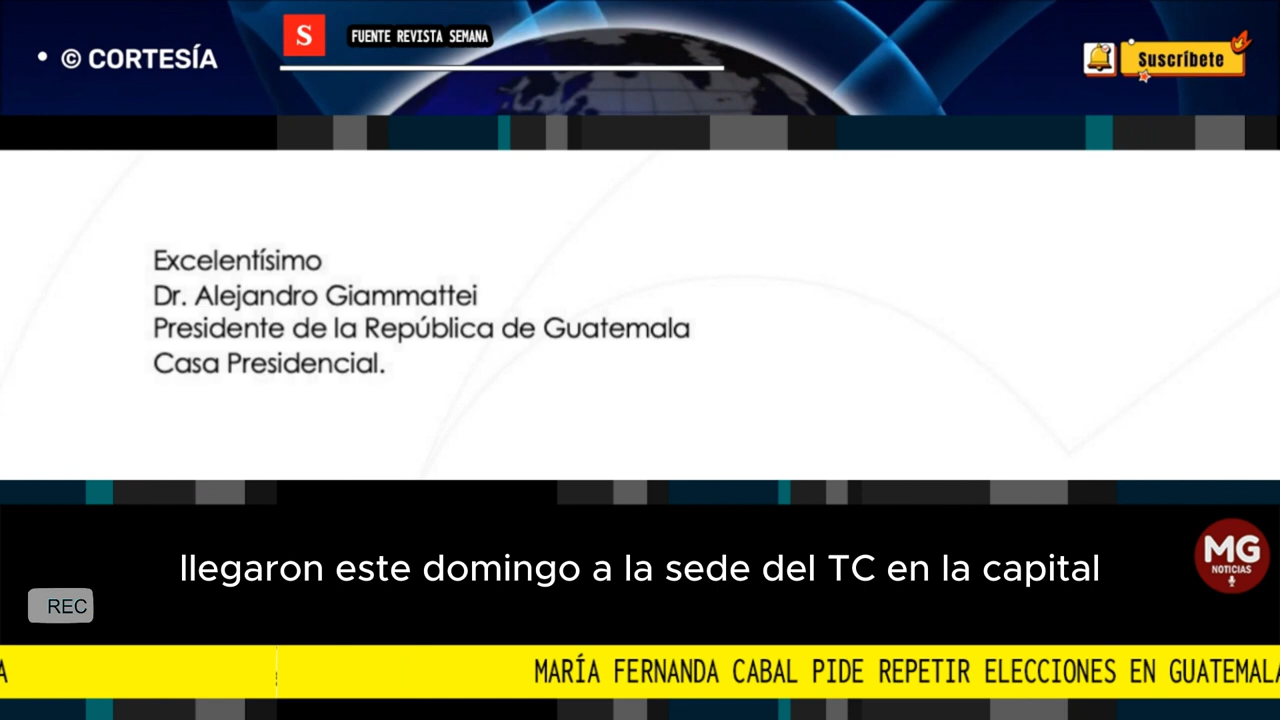 • © CORTESÍA
S
FUENTE REVISTA SEMANA
Suscríbete
Excelentísimo
Dr. Alejandro Giammattei
Presidente de la República de Guatemala
Casa Presidencial.
llegaron este domingo a la sede del TC en la capital
MG
NOTICIAS
REC
A
MARÍA FERNANDA CABAL PIDE REPETIR ELECCIONES EN GUATEMALA